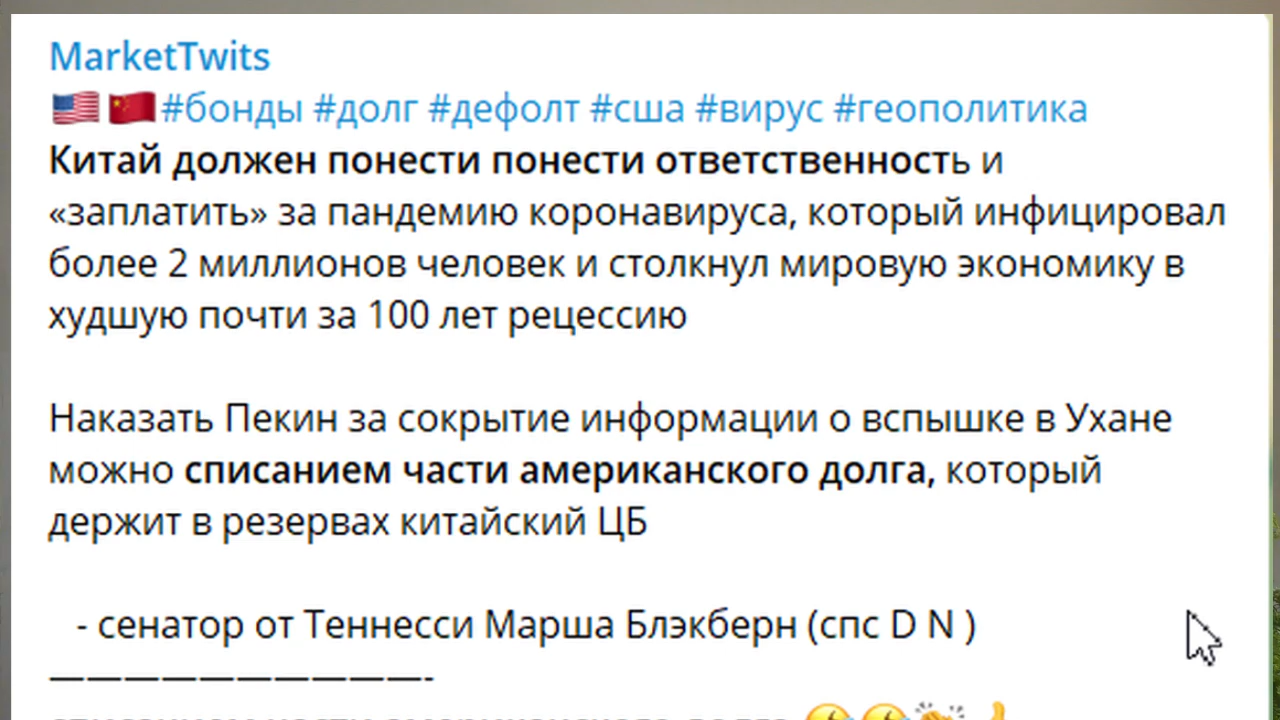 MarketTwits
🇺🇸🇨🇳#бонды #долг #дефолт #сша #вирус #геополитика
Китай должен понести понести ответственность и
«заплатить» за пандемию коронавируса, который инфицировал
более 2 миллионов человек и столкнул мировую экономику в
худшую почти за 100 лет рецессию
Наказать Пекин за сокрытие информации о вспышке в Ухане
можно списанием части американского долга, который
держит в резервах китайский ЦБ
- сенатор от Теннесси Марша Блэкберн (спс D N )
———————————-